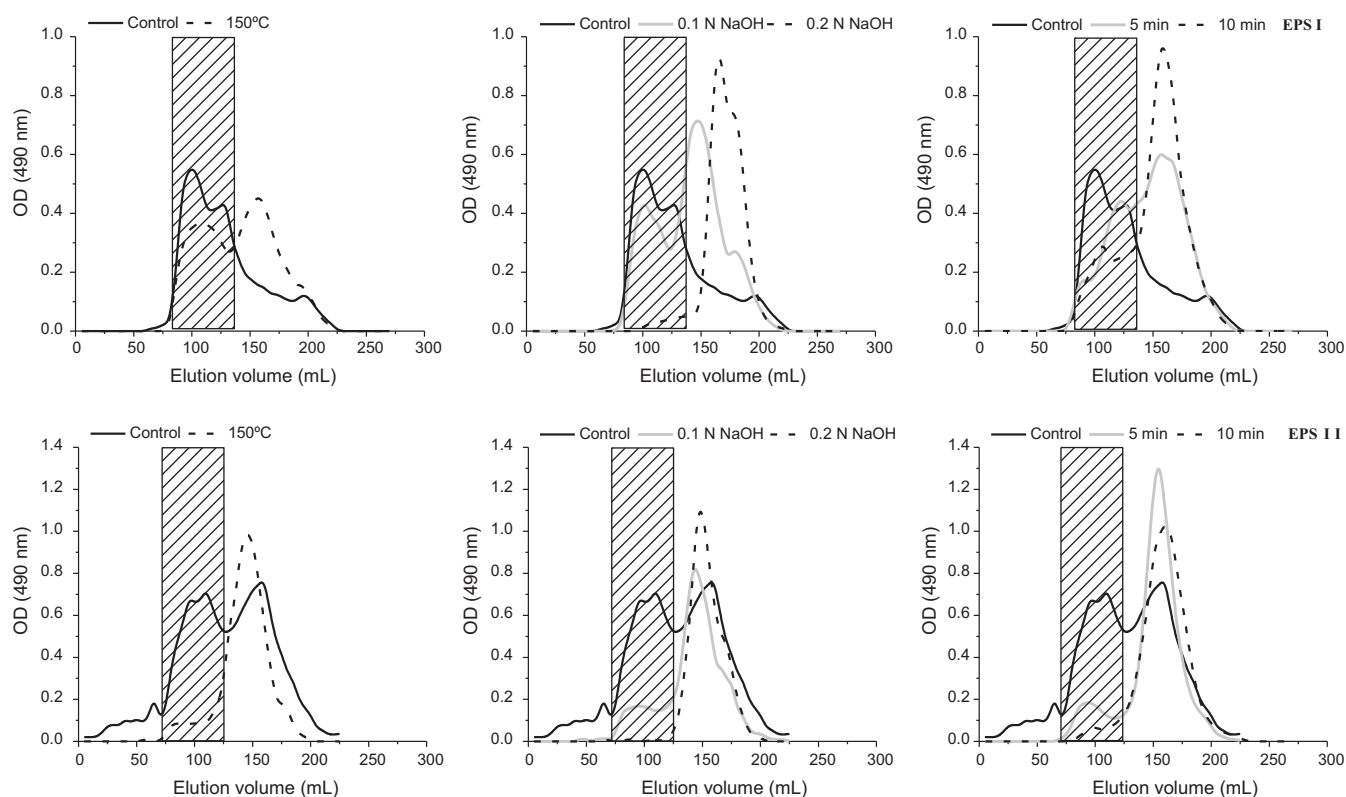 Control 150ºC
Control 0.1 N NaOH 0.2 N NaOH
Control 5 min 10 min EPS I
OD (490 nm)
1.0
0.8
0.6
0.4
0.2
0.0
0 50 100 150 200 250 300
Elution volume (mL)
OD (490 nm)
1.0
0.8
0.6
0.4
0.2
0.0
0 50 100 150 200 250 300
Elution volume (mL)
OD (490 nm)
1.0
0.8
0.6
0.4
0.2
0.0
0 50 100 150 200 250 300
Elution volume (mL)
Control 150ºC
Control 0.1 N NaOH 0.2 N NaOH
Control 5 min 10 min EPS I I
OD (490 nm)
1.4
1.2
1.0
0.8
0.6
0.4
0.2
0.0
0 50 100 150 200 250 300
Elution volume (mL)
OD (490 nm)
1.4
1.2
1.0
0.8
0.6
0.4
0.2
0.0
0 50 100 150 200 250 300
Elution volume (mL)
OD (490 nm)
1.4
1.2
1.0
0.8
0.6
0.4
0.2
0.0
0 50 100 150 200 250 300
Elution volume (mL)